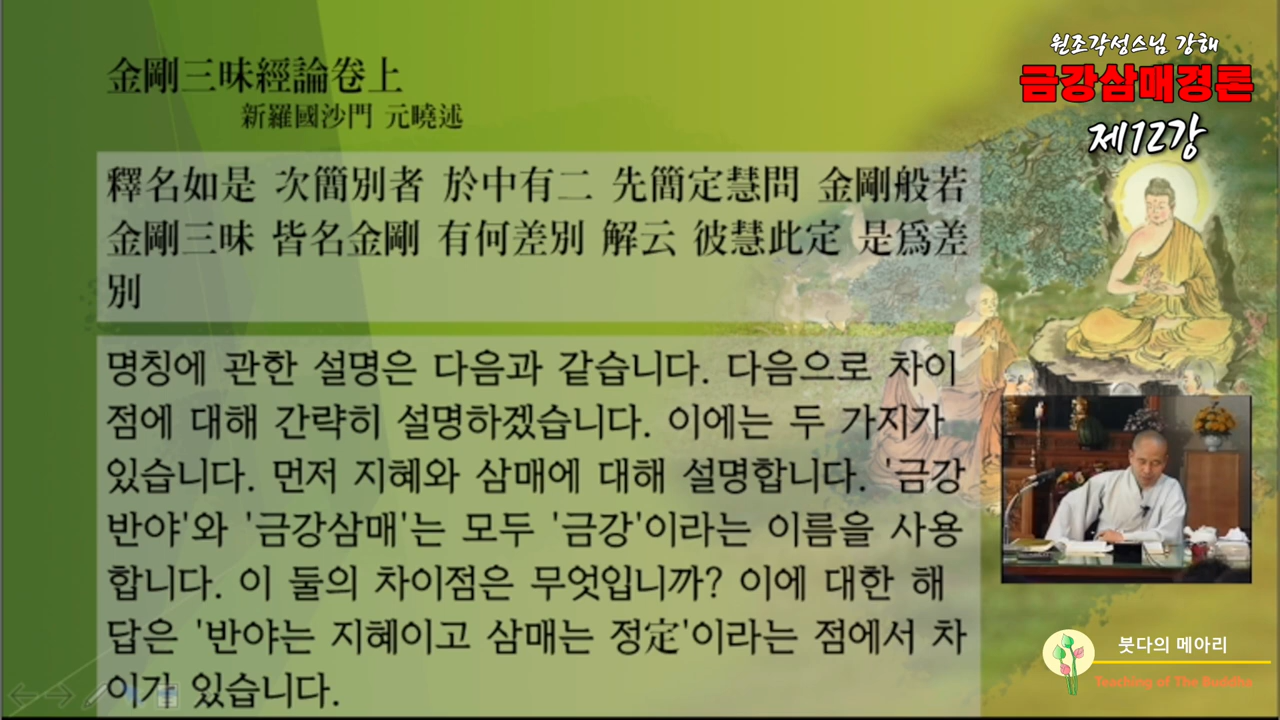 金剛三昧經論卷上
新羅國沙門 元曉述
釋名如是 次簡別者 於中有二 先簡定慧問 金剛般若
金剛三昧 皆名金剛 有何差別 解云 彼慧此定 是爲差
別
명칭에 관한 설명은 다음과 같습니다. 다음으로 차이
점에 대해 간략히 설명하겠습니다. 이에는 두 가지가
있습니다. 먼저 지혜와 삼매에 대해 설명합니다. '금강
반야'와 '금강삼매'는 모두 '금강'이라는 이름을 사용
합니다. 이 둘의 차이점은 무엇입니까? 이에 대한 해
답은 '반야는 지혜이고 삼매는 정定'이라는 점에서 차
이가 있습니다.
원조각성스님 강해
금강삼매경론
제12강
붓다의 메아리
Teaching of The Buddha